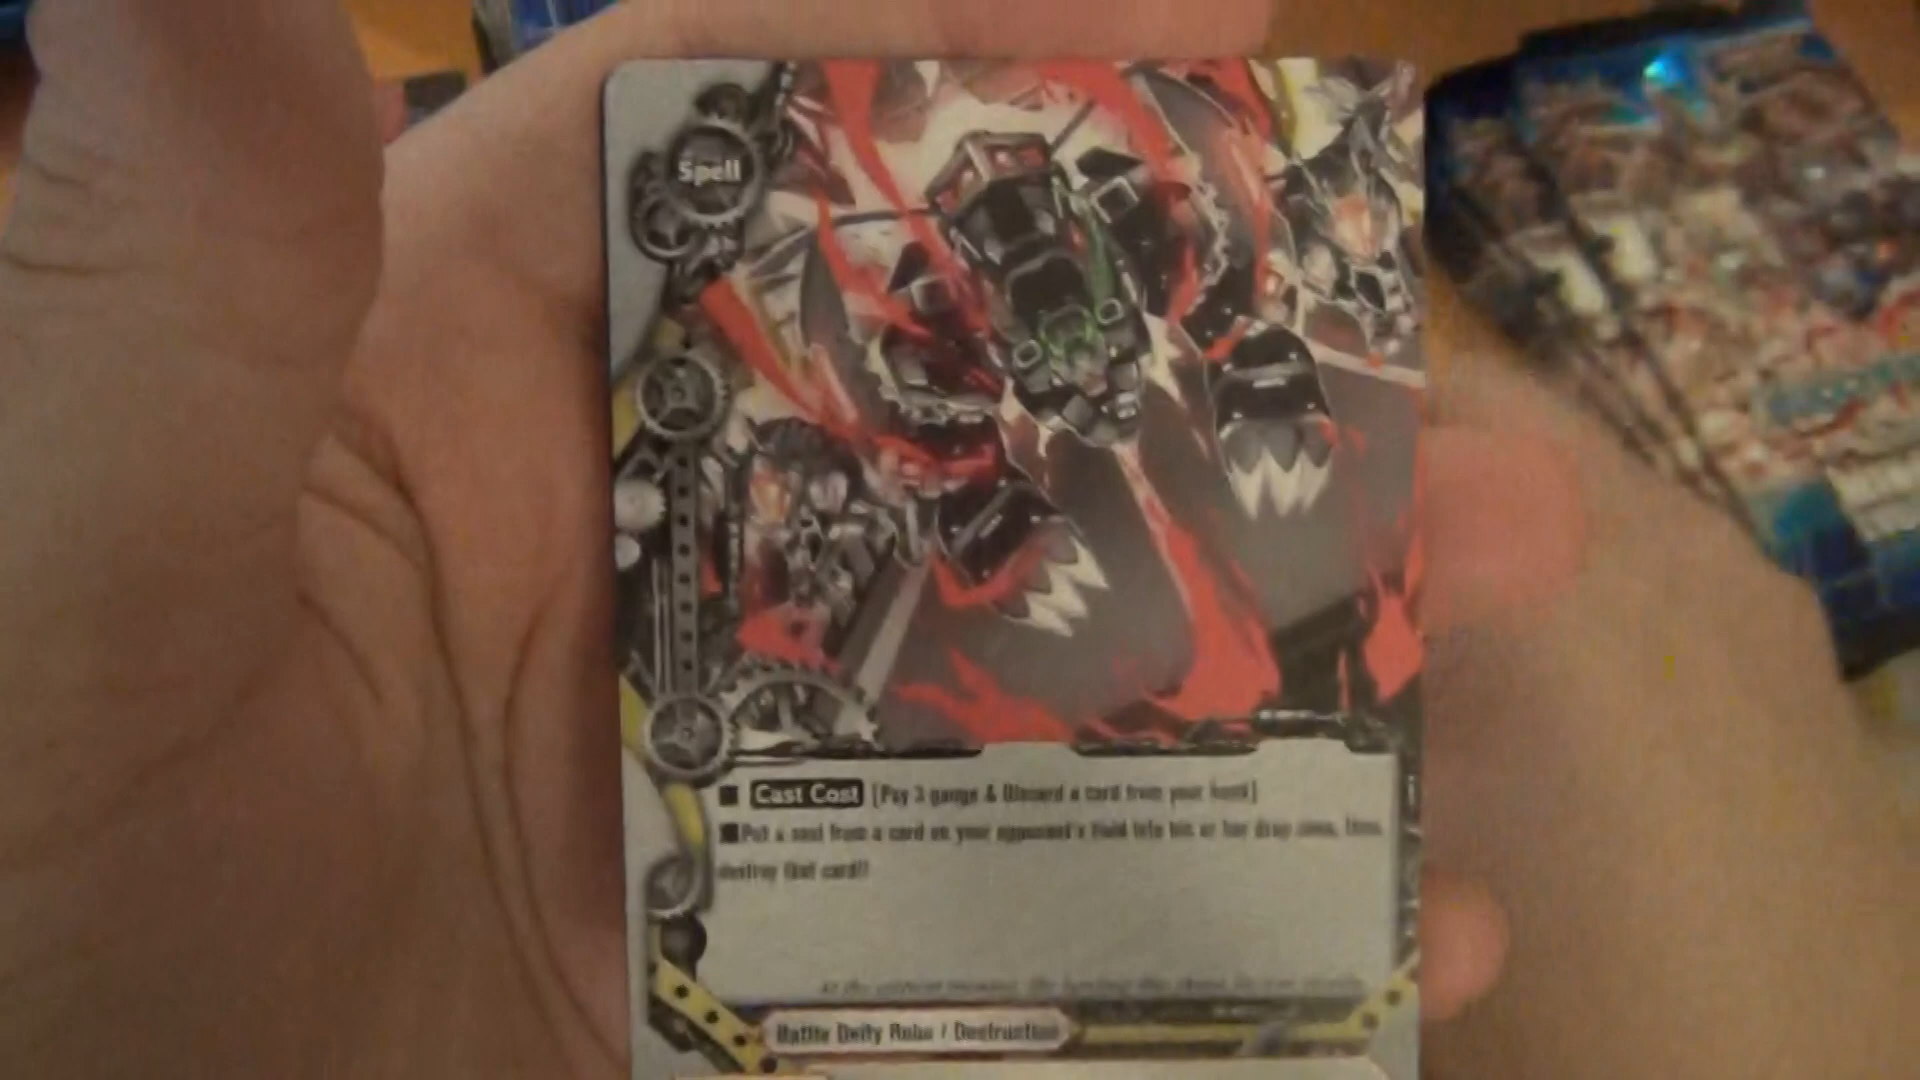 Spell
■ Cast Cost [Pay 3 gauge & Discard a card from your hand]
■Put a soul from a card on your opponent's field into his or her drop zone, then
destroy that card!!
Battle Deity Robo / Destruction